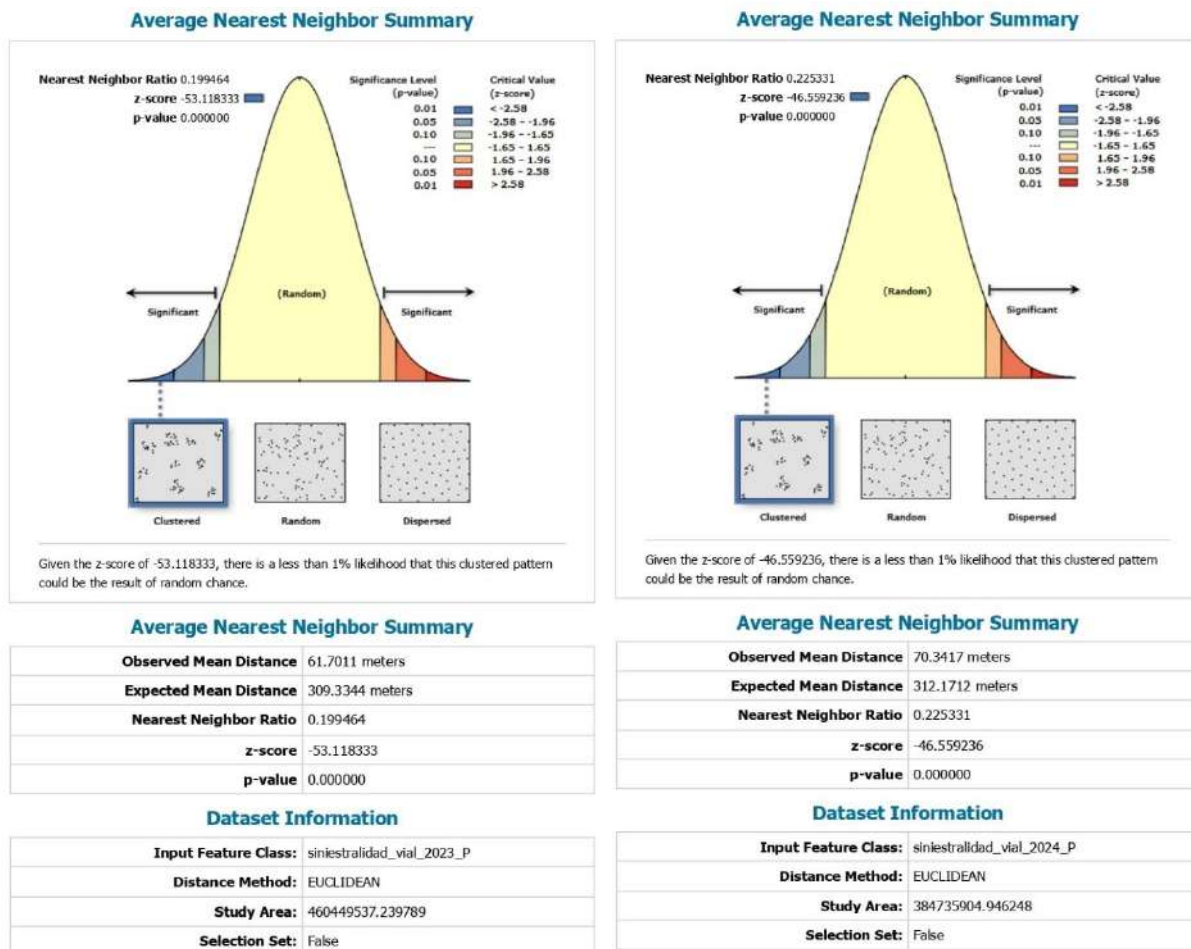 Average Nearest Neighbor Summary
Nearest Neighbor Ratio 0.199464
z-score -53.118333
p-value 0.000000
Significance Level (p-value) Critical Value (z-score)
0.01 < -2.58
0.05 -2.58 - -1.96
0.10 -1.96 - -1.65
--- -1.65 - 1.65
0.10 1.65 - 1.96
0.05 1.96 - 2.58
0.01 > 2.58
(Random)
Significant Significant
Clustered Random Dispersed
Given the z-score of -53.118333, there is a less than 1% likelihood that this clustered pattern
could be the result of random chance.
Average Nearest Neighbor Summary
Observed Mean Distance 61.7011 meters
Expected Mean Distance 309.3344 meters
Nearest Neighbor Ratio 0.199464
z-score -53.118333
p-value 0.000000
Dataset Information
Input Feature Class: siniestralidad_vial_2023_P
Distance Method: EUCLIDEAN
Study Area: 460449537.239789
Selection Set: False
Average Nearest Neighbor Summary
Nearest Neighbor Ratio 0.225331
z-score -46.559236
p-value 0.000000
Significance Level (p-value) Critical Value (z-score)
0.01 < -2.58
0.05 -2.58 - -1.96
0.10 -1.96 - -1.65
--- -1.65 - 1.65
0.10 1.65 - 1.96
0.05 1.96 - 2.58
0.01 > 2.58
(Random)
Significant Significant
Clustered Random Dispersed
Given the z-score of -46.559236, there is a less than 1% likelihood that this clustered pattern
could be the result of random chance.
Average Nearest Neighbor Summary
Observed Mean Distance 70.3417 meters
Expected Mean Distance 312.1712 meters
Nearest Neighbor Ratio 0.225331
z-score -46.559236
p-value 0.000000
Dataset Information
Input Feature Class: siniestralidad_vial_2024_P
Distance Method: EUCLIDEAN
Study Area: 384735904.946248
Selection Set: False